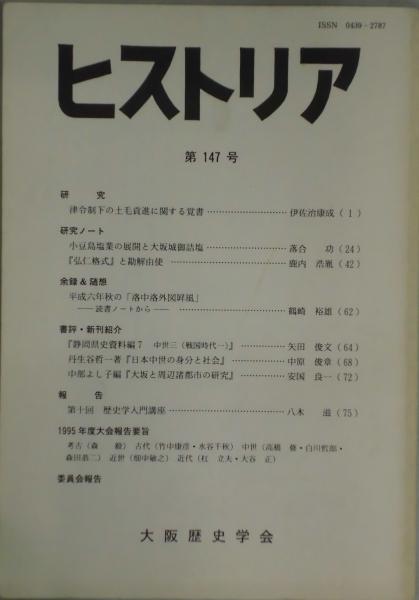 ISSN 0439-2787
ヒストリア
第147号
研究
律令制下の土毛貢進に関する覚書……………………伊佐治康成（1）
研究ノート
小豆島塩業の展開と大坂城御詰塩……………………落合 功（24）
『弘仁格式』と勘解由使……………………鹿内 浩胤（42）
余録&随想
平成六年秋の「洛中洛外図屏風」
――読書ノートから――……………………鶴崎 裕雄（62）
書評・新刊紹介
『静岡県史資料編7 中世三（戦国時代一）』……………矢田 俊文（64）
丹生谷哲一著『日本中世の身分と社会』……………中原 俊章（68）
中部よし子編『大坂と周辺諸都市の研究』……………安国 良一（72）
報告
第十回 歴史学入門講座……………………八木 滋（75）
1995年度大会報告要旨
考古（森 毅） 古代（竹中康彦・水谷千秋） 中世（高橋 修・白川哲郎・
森田恭二） 近世（畑中敏之） 近代（杠 立夫・大谷 正）
委員会報告
大阪歴史学会